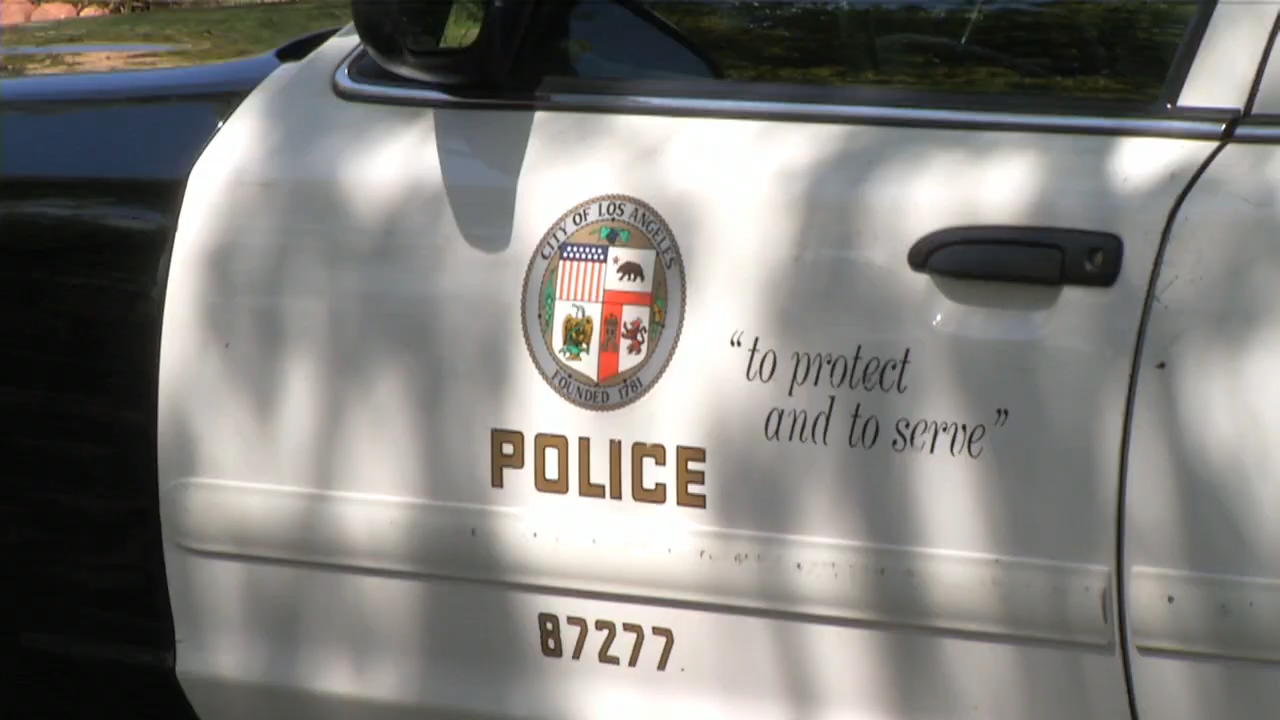 CITY OF LOS ANGELES
FOUNDED 1781
POLICE
“to protect
and to serve”
87277